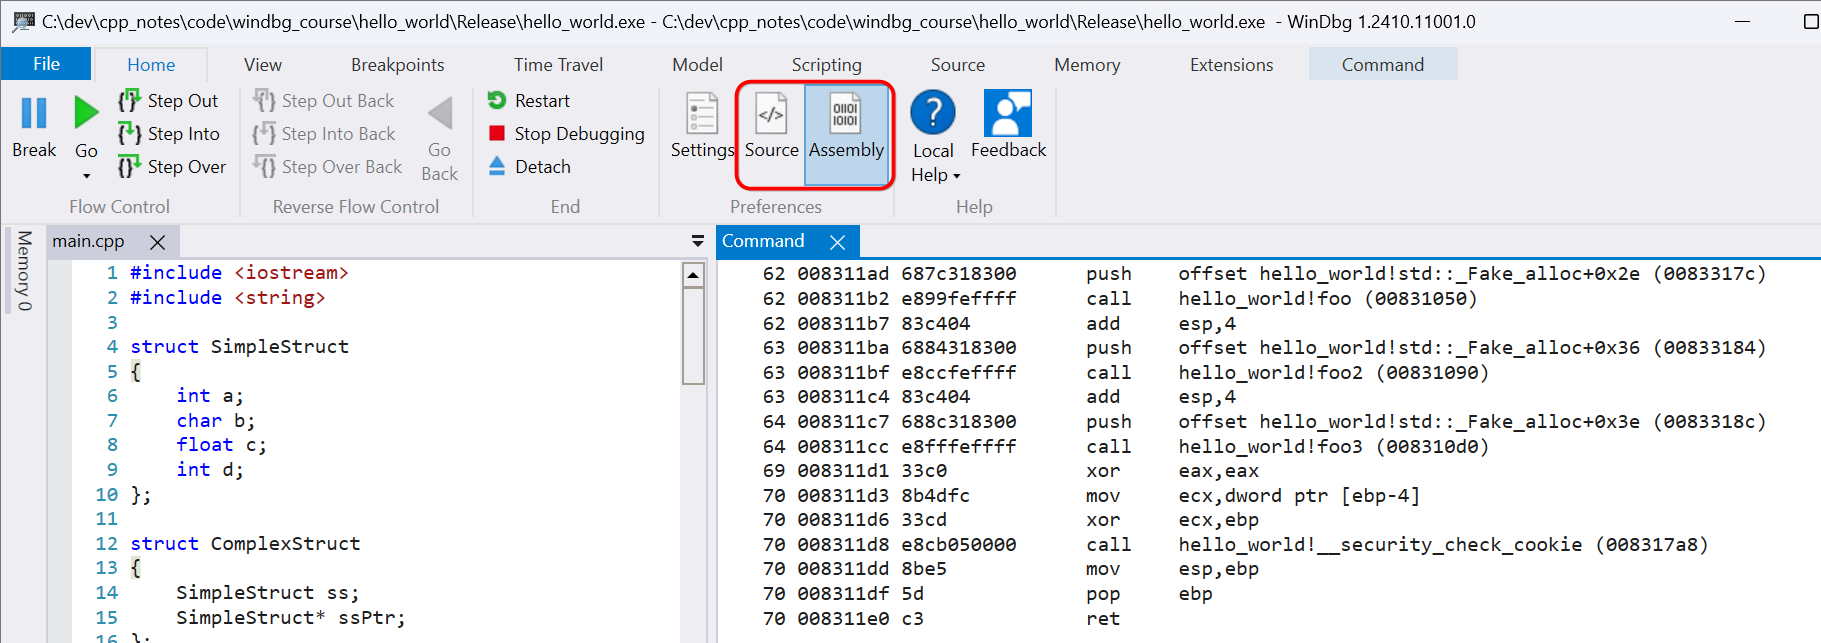 C:\dev\cpp_notes\code\windbg_course\hello_world\Release\hello_world.exe - C:\dev\cpp_notes\code\windbg_course\hello_world\Release\hello_world.exe - WinDbg 1.2410.11001.0
File Home View Breakpoints Time Travel Model Scripting Source Memory Extensions Command
Break
Go
Step Out
Step Into
Step Over
Flow Control
Step Out Back
Step Into Back
Step Over Back
Go Back
Reverse Flow Control
Restart
Stop Debugging
Detach
End
Settings
</>
Source
01101
10101
Assembly
Preferences
?
Local Help
Feedback
Help
Memory 0
main.cpp
1 #include <iostream>
2 #include <string>
3
4 struct SimpleStruct
5 {
6 int a;
7 char b;
8 float c;
9 int d;
10 };
11
12 struct ComplexStruct
13 {
14 SimpleStruct ss;
15 SimpleStruct* ssPtr;
16 };
Command
62 008311ad 687c318300 push offset hello_world!std::_Fake_alloc+0x2e (0083317c)
62 008311b2 e899feffff call hello_world!foo (00831050)
62 008311b7 83c404 add esp,4
63 008311ba 6884318300 push offset hello_world!std::_Fake_alloc+0x36 (00833184)
63 008311bf e8ccfeffff call hello_world!foo2 (00831090)
63 008311c4 83c404 add esp,4
64 008311c7 688c318300 push offset hello_world!std::_Fake_alloc+0x3e (0083318c)
64 008311cc e8fffeffff call hello_world!foo3 (008310d0)
69 008311d1 33c0 xor eax,eax
70 008311d3 8b4dfc mov ecx,dword ptr [ebp-4]
70 008311d6 33cd xor ecx,ebp
70 008311d8 e8cb050000 call hello_world!__security_check_cookie (008317a8)
70 008311dd 8be5 mov esp,ebp
70 008311df 5d pop ebp
70 008311e0 c3 ret